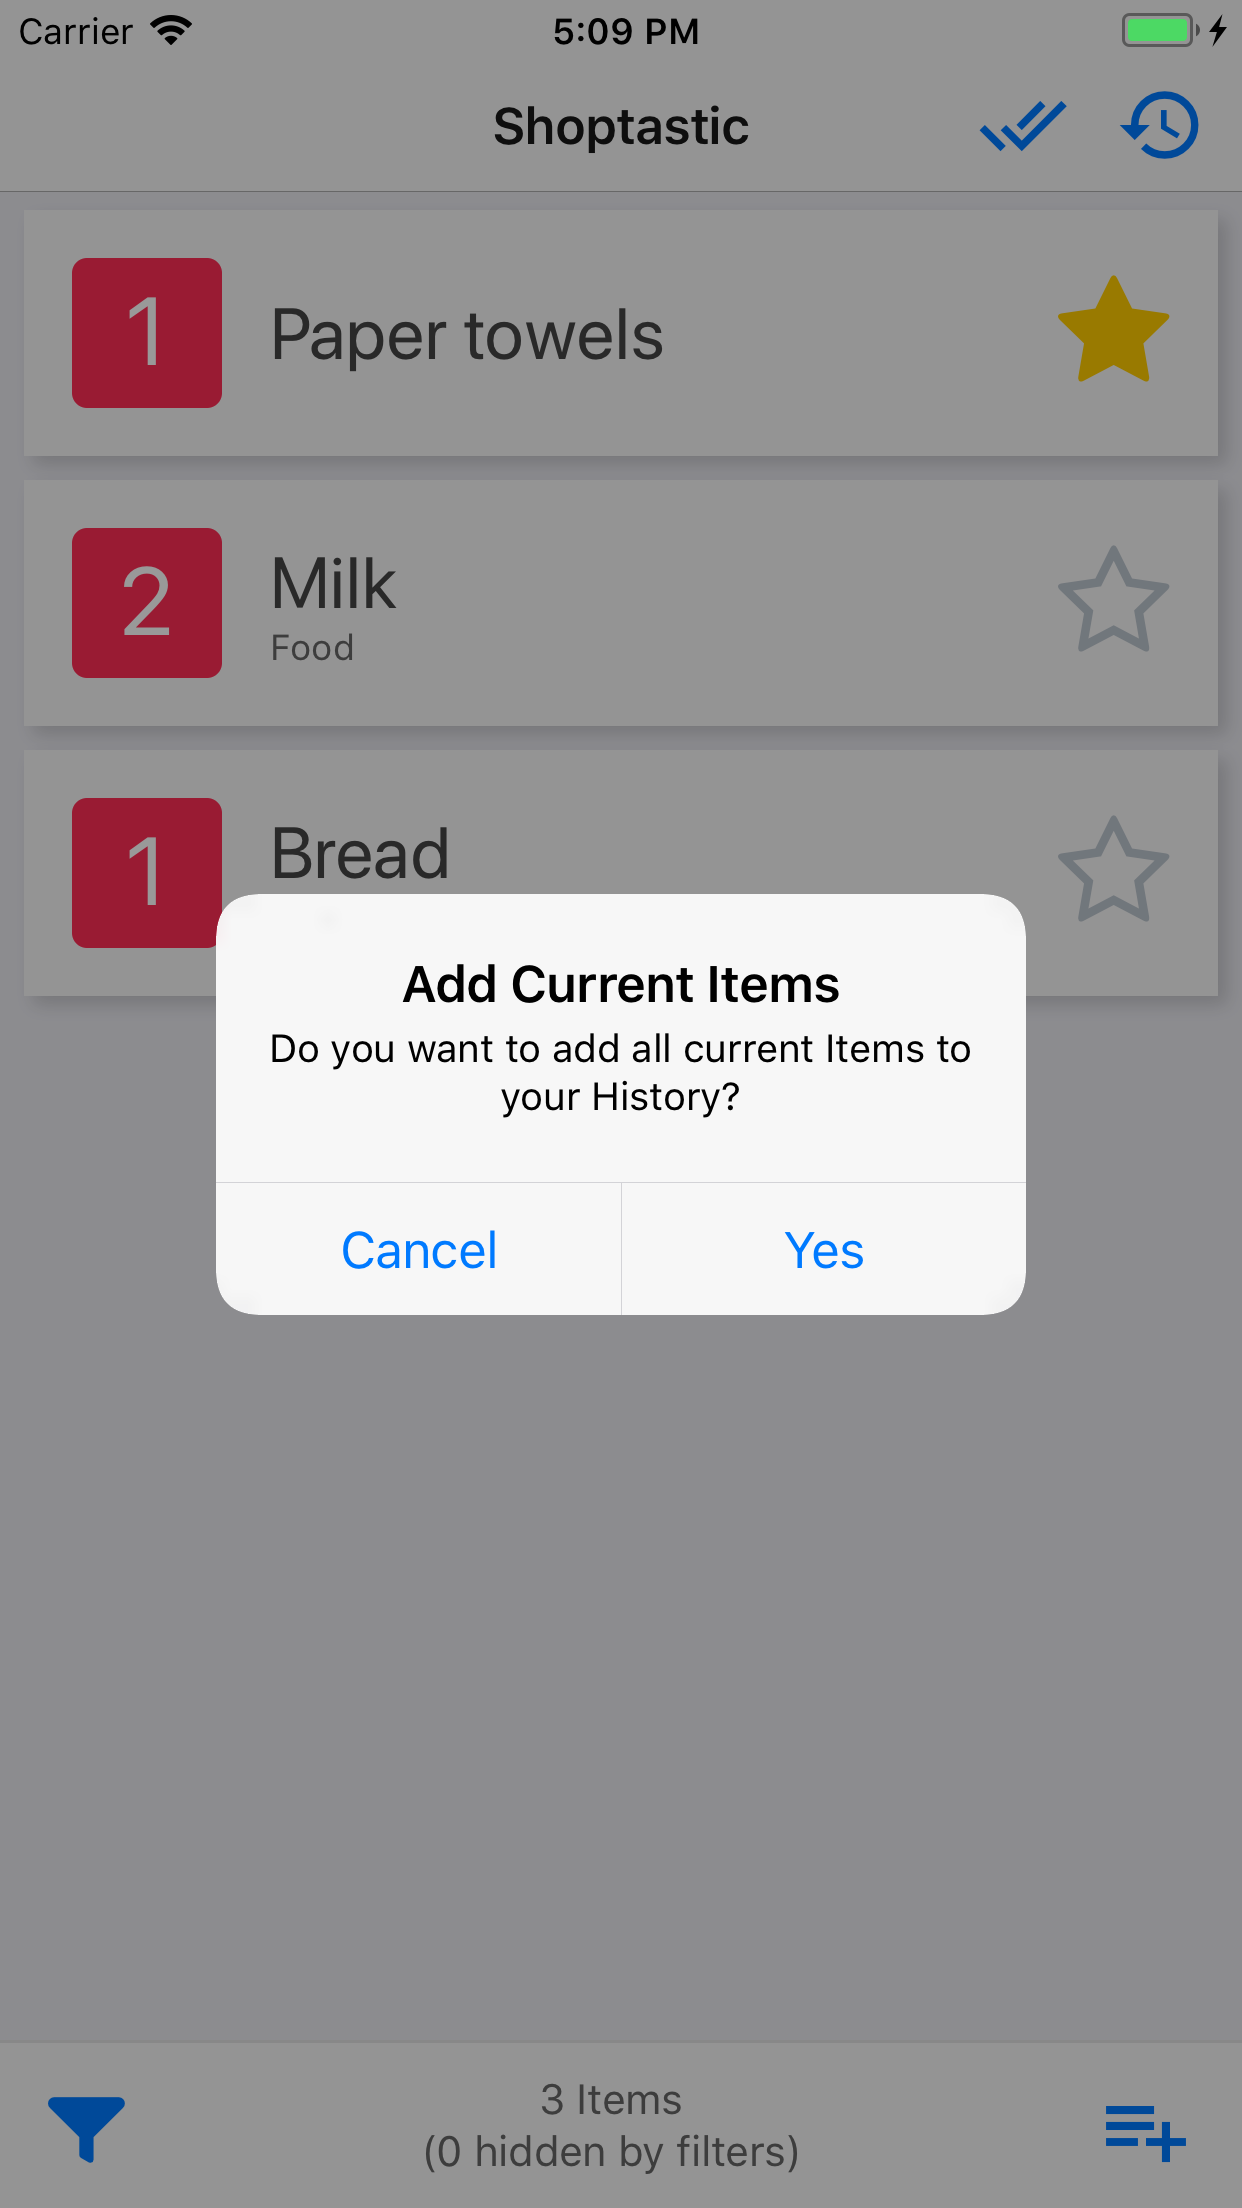 Carrier
5:09 PM
Shoptastic
1
Paper towels
2
Milk
Food
1
Bread
Add Current Items
Do you want to add all current Items to
your History?
Cancel
Yes
3 Items
(0 hidden by filters)